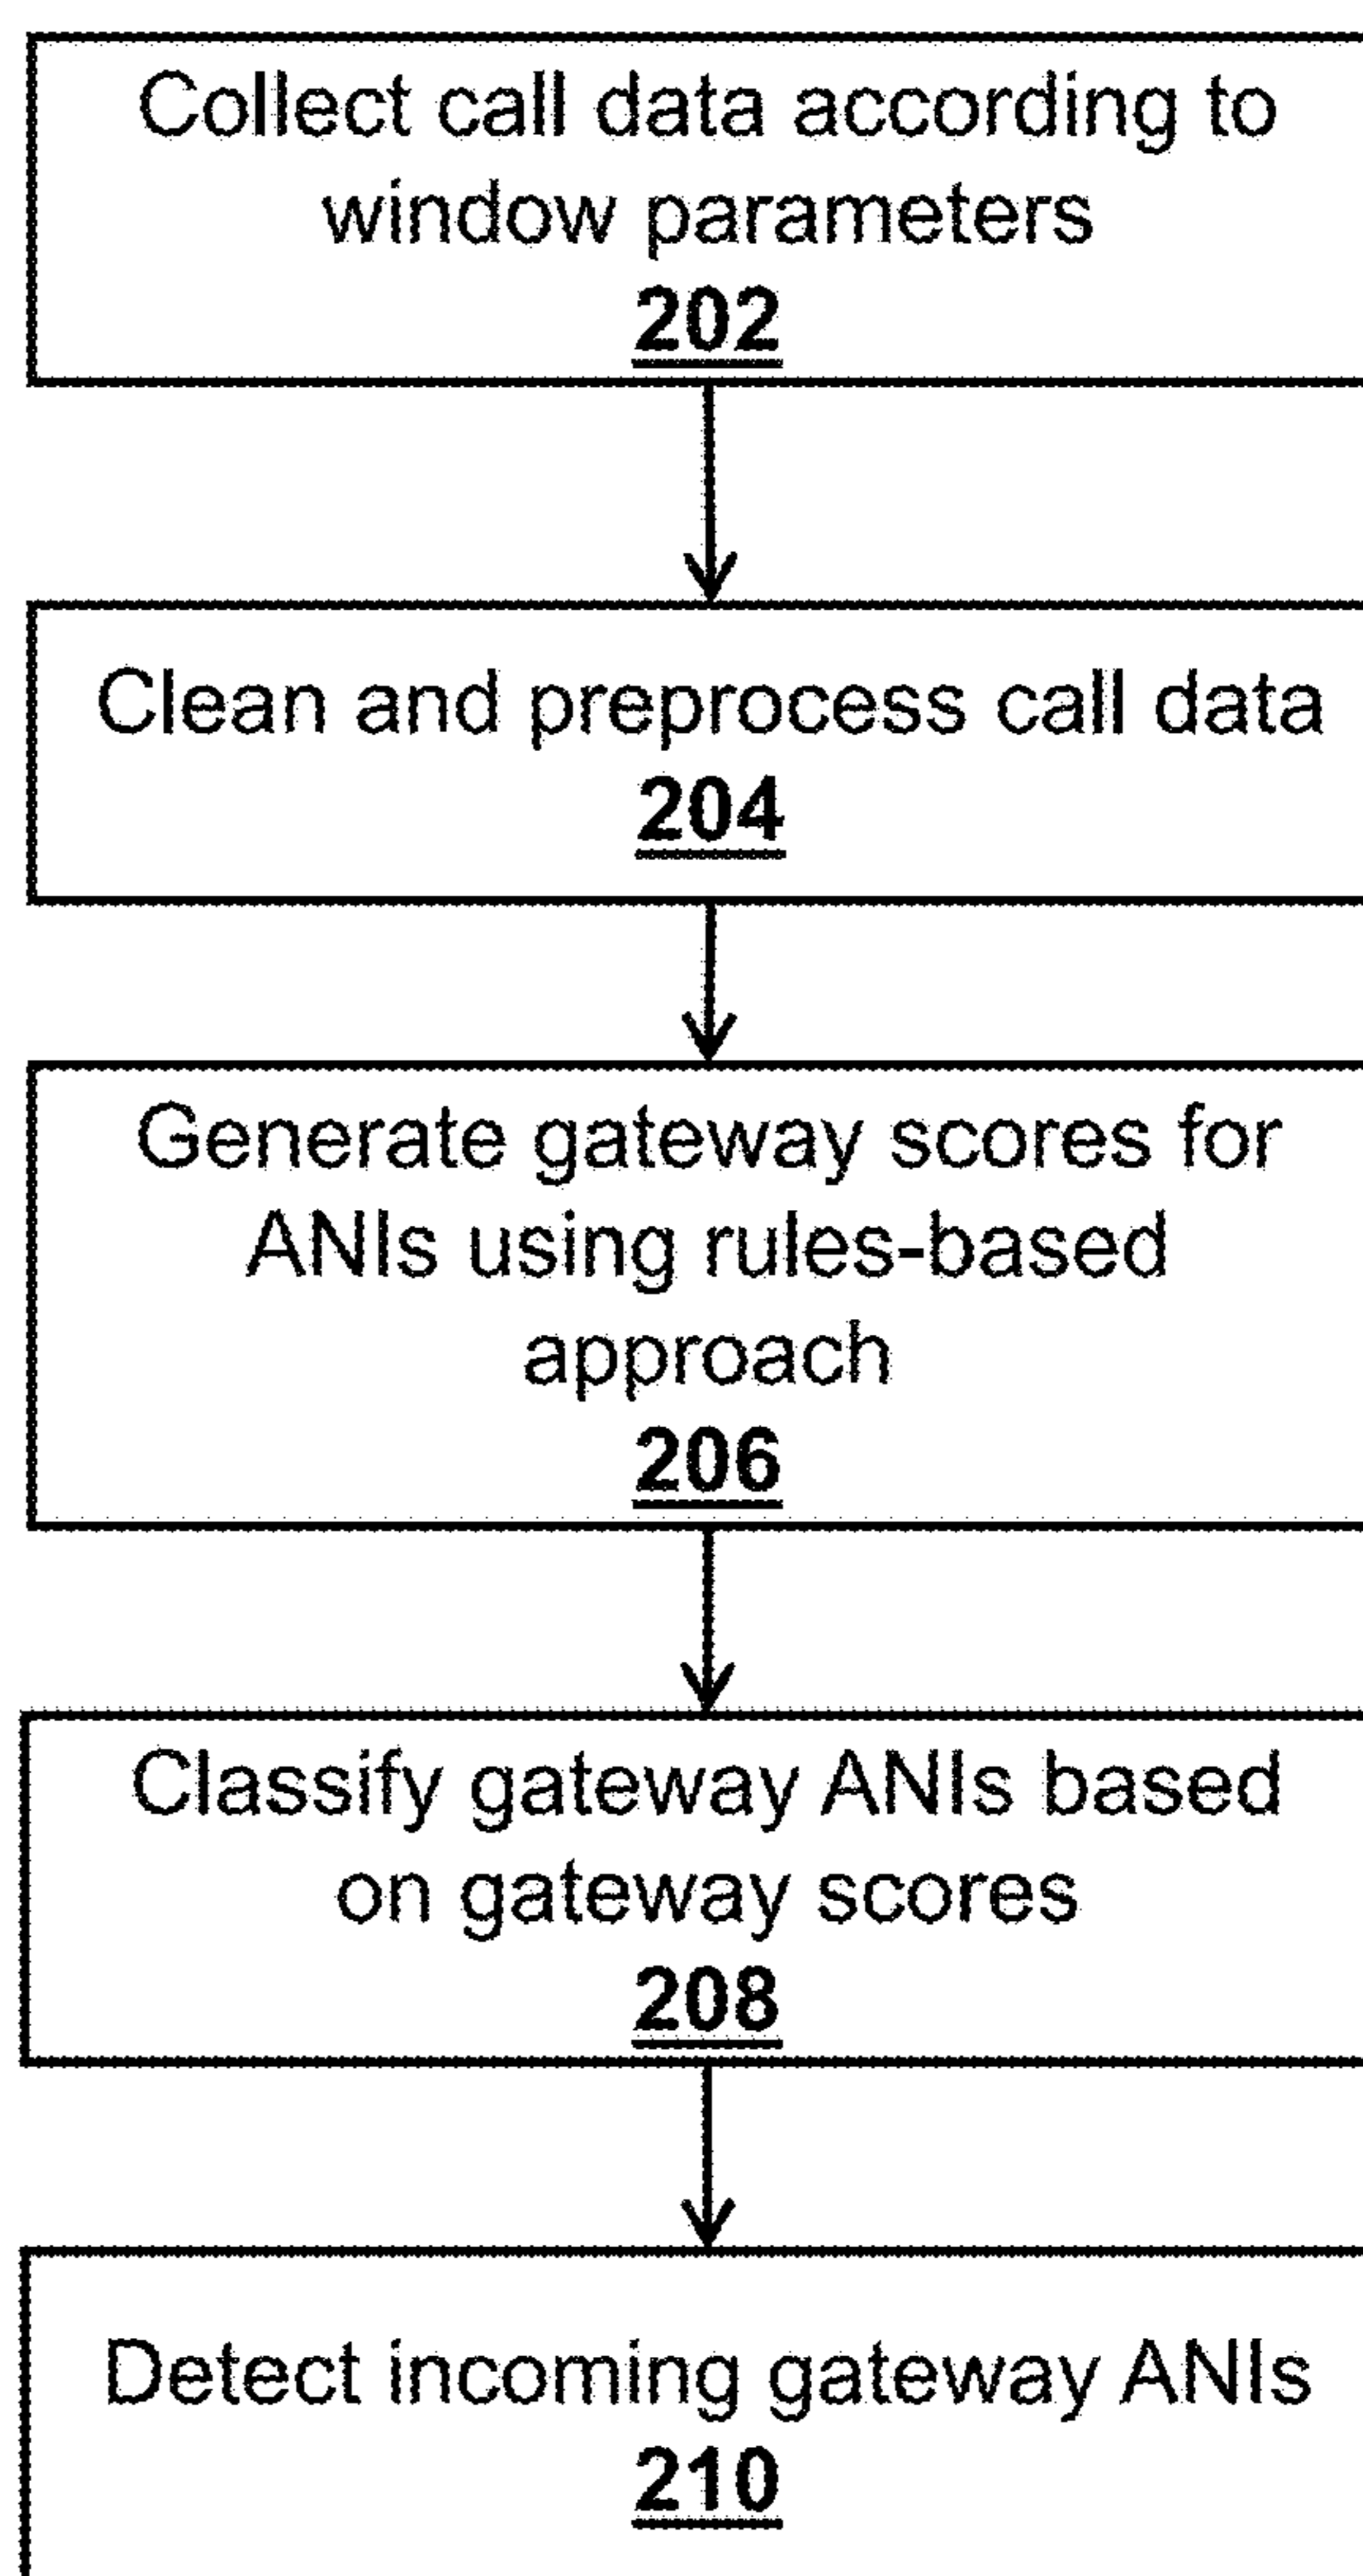 Collect call data according to
window parameters
202
Clean and preprocess call data
204
Generate gateway scores for
ANIs using rules-based
approach
206
Classify gateway ANIs based
on gateway scores
208
Detect incoming gateway ANIs
210